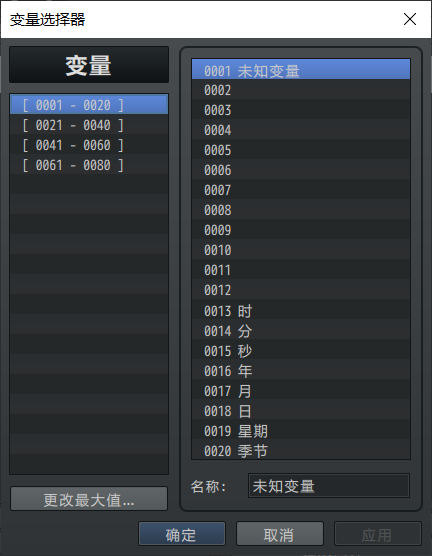 变量选择器
变量
[ 0001 - 0020 ]
[ 0021 - 0040 ]
[ 0041 - 0060 ]
[ 0061 - 0080 ]
更改最大值...
0001 未知变量
0002
0003
0004
0005
0006
0007
0008
0009
0010
0011
0012
0013 时
0014 分
0015 秒
0016 年
0017 月
0018 日
0019 星期
0020 季节
名称: 未知变量
确定 取消 应用